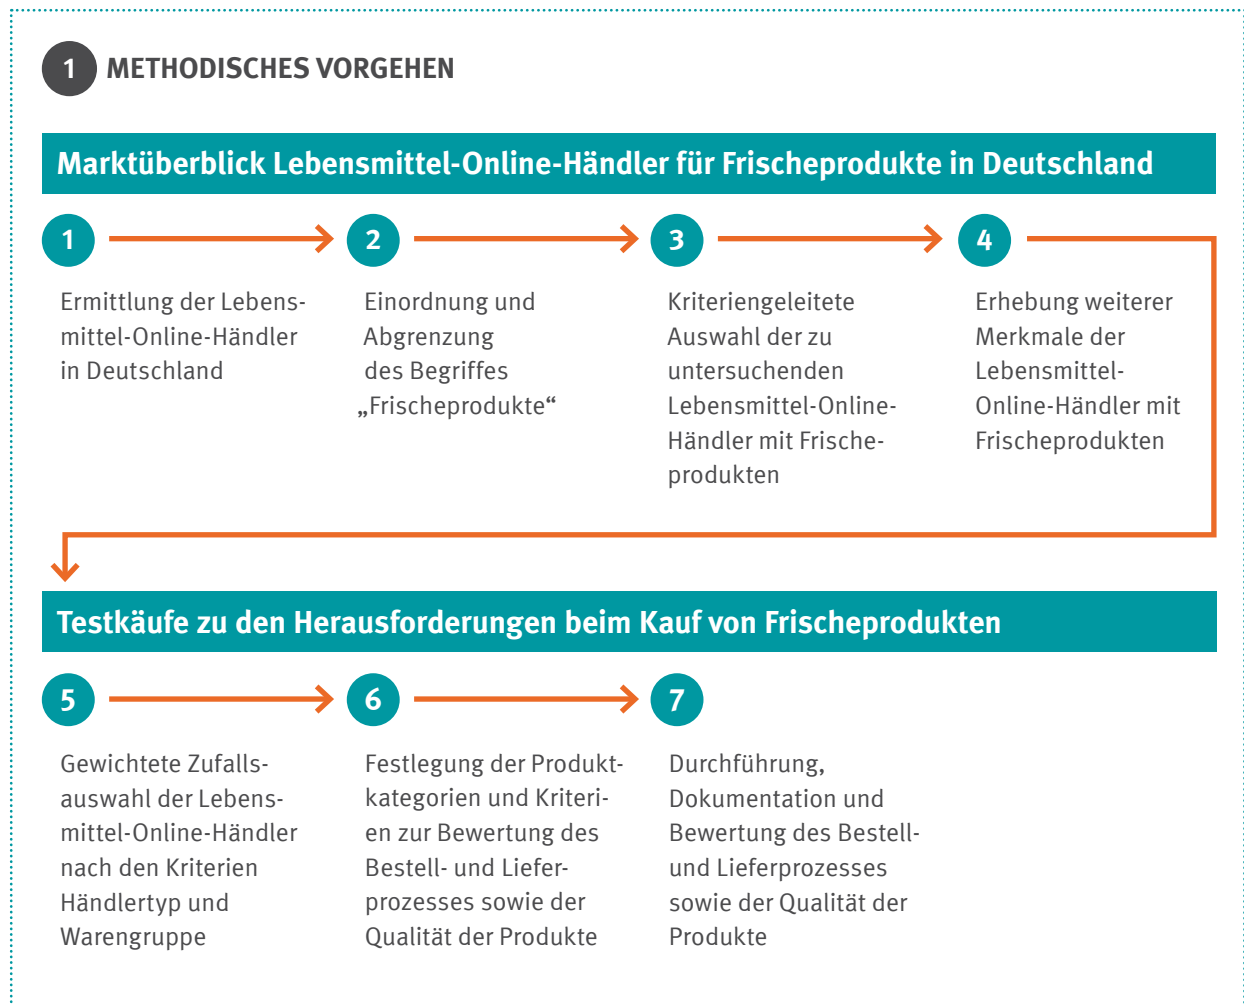 1 METHODISCHES VORGEHEN
Marktüberblick Lebensmittel-Online-Händler für Frischeprodukte in Deutschland
1
Ermittlung der Lebens-
mittel-Online-Händler
in Deutschland
2
Einordnung und
Abgrenzung
des Begriffes
„Frischeprodukte“
3
Kriteriengeleitete
Auswahl der zu
untersuchenden
Lebensmittel-Online-
Händler mit Frische-
produkten
4
Erhebung weiterer
Merkmale der
Lebensmittel-
Online-Händler mit
Frischeprodukten
Testkäufe zu den Herausforderungen beim Kauf von Frischeprodukten
5
Gewichtete Zufalls-
auswahl der Lebens-
mittel-Online-Händler
nach den Kriterien
Händlertyp und
Warengruppe
6
Festlegung der Produkt-
kategorien und Kriteri-
en zur Bewertung des
Bestell- und Liefer-
prozesses sowie der
Qualität der Produkte
7
Durchführung,
Dokumentation und
Bewertung des Bestell-
und Lieferprozesses
sowie der Qualität der
Produkte